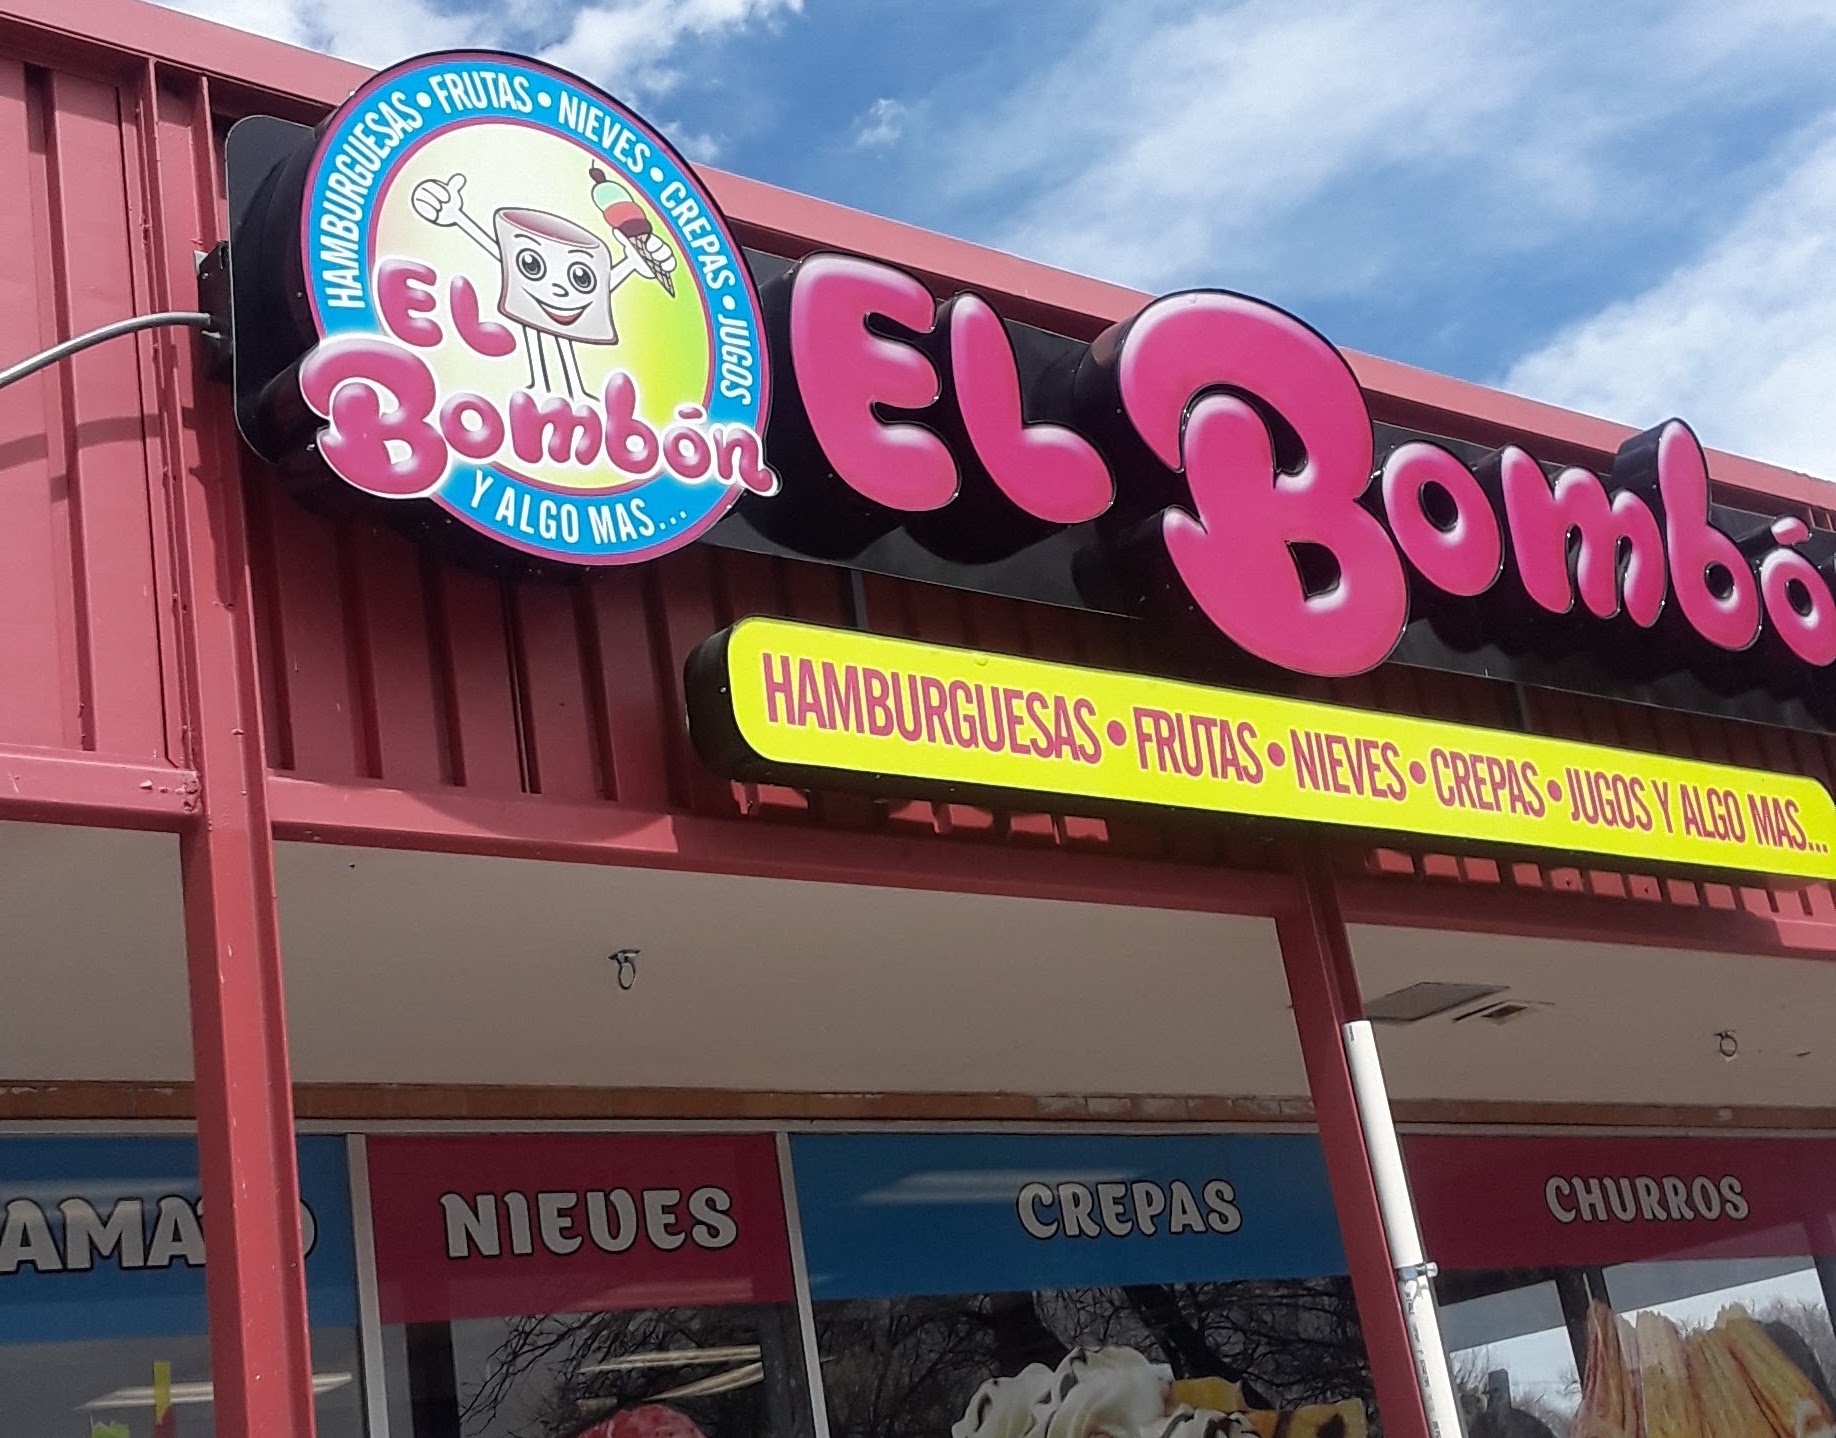 HAMBURGUESAS • FRUTAS • NIEVES • CREPAS • JUGOS
EL
Bombón
Y ALGO MAS...
EL Bombó
HAMBURGUESAS • FRUTAS • NIEVES • CREPAS • JUGOS Y ALGO MAS...
NIEVES
CREPAS
CHURROS